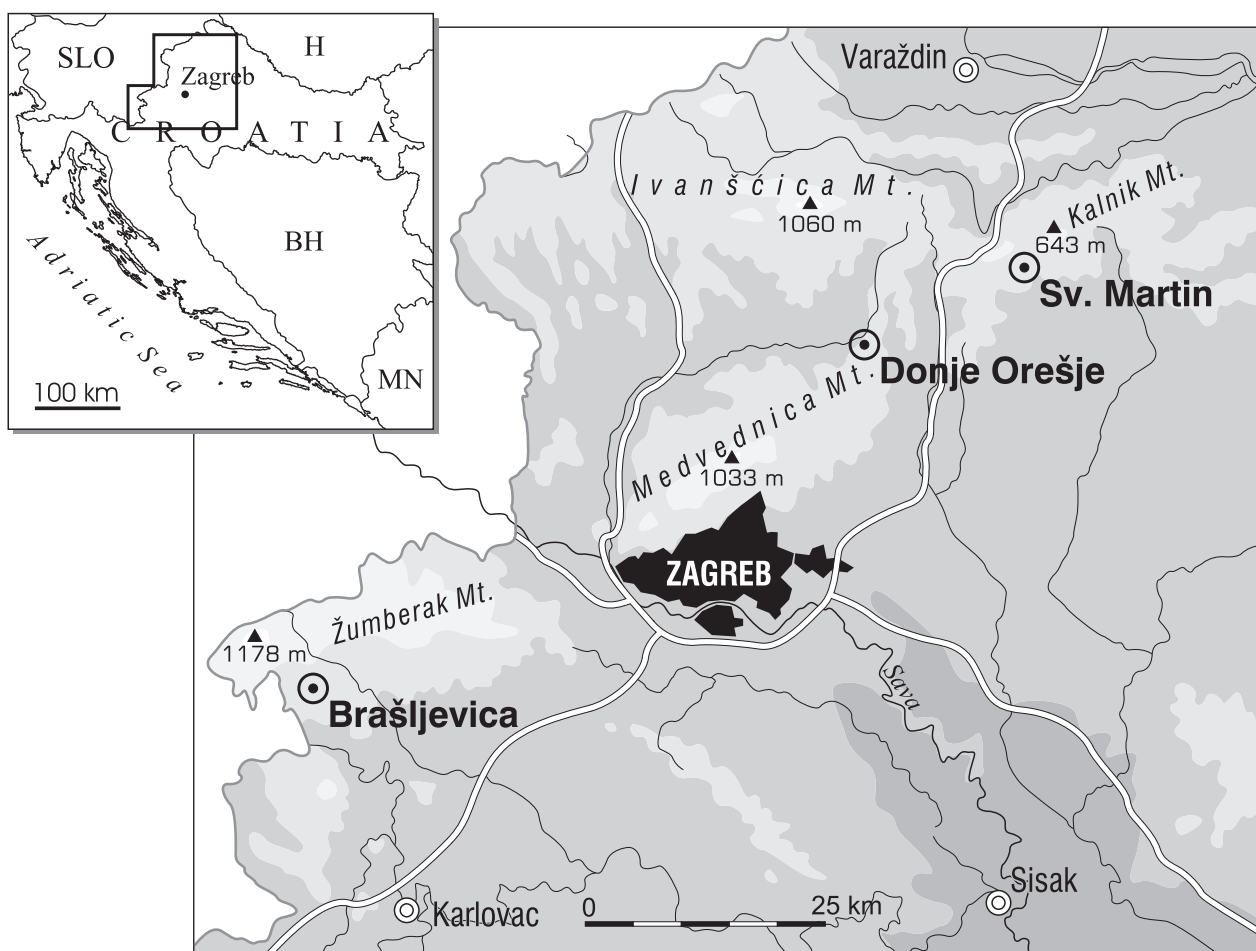 SLO
H
Zagreb
C R O A T I A
BH
Adriatic Sea
MN
100 km
Varaždin
Ivanšćica Mt.
1060 m
Kalnik Mt.
643 m
Sv. Martin
Donje Orešje
Medvednica Mt.
1033 m
ZAGREB
Žumberak Mt.
1178 m
Brašljevica
Sava
Karlovac
0 25 km
Sisak